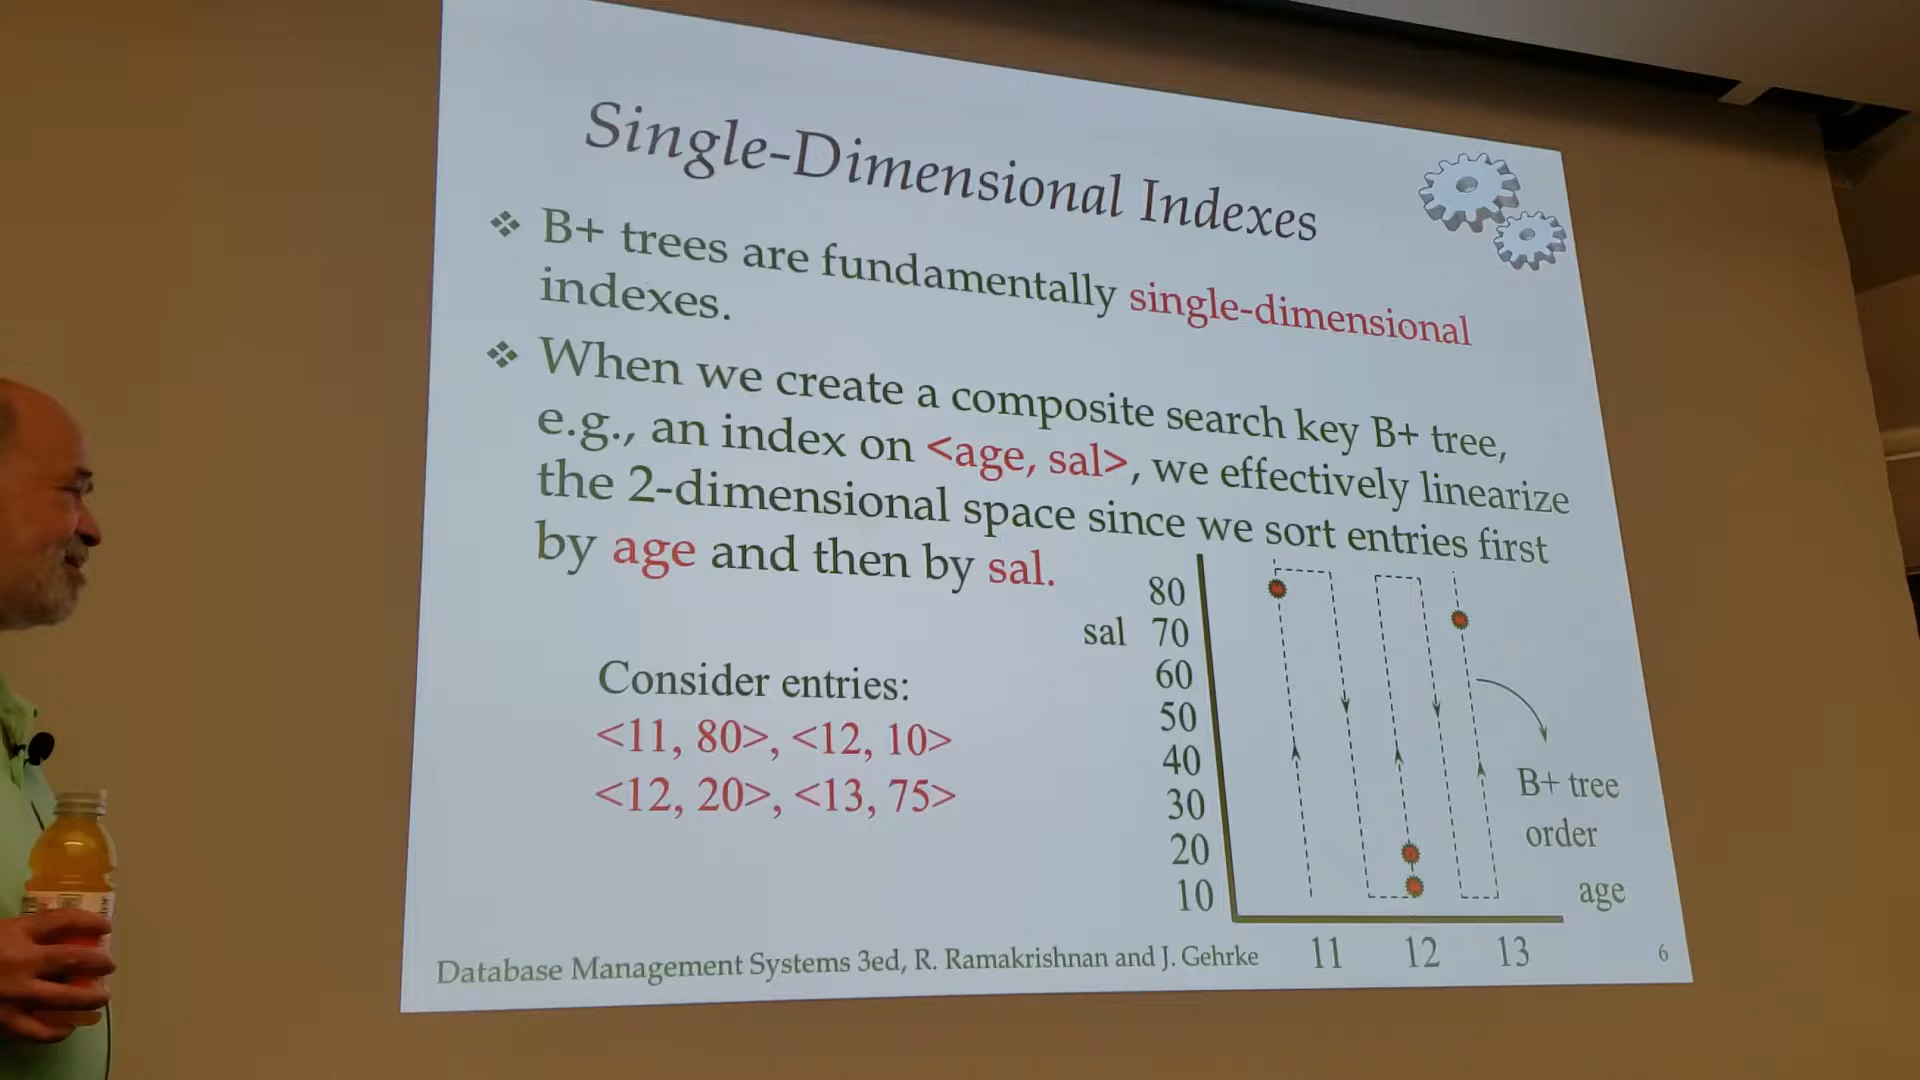 Single-Dimensional Indexes
B+ trees are fundamentally single-dimensional
indexes.
When we create a composite search key B+ tree,
e.g., an index on <age, sal>, we effectively linearize
the 2-dimensional space since we sort entries first
by age and then by sal.
Consider entries:
<11, 80>, <12, 10>
<12, 20>, <13, 75>
80
sal 70
60
50
40
30
20
10
B+ tree
order
age
11 12 13
Database Management Systems 3ed, R. Ramakrishnan and J. Gehrke
6